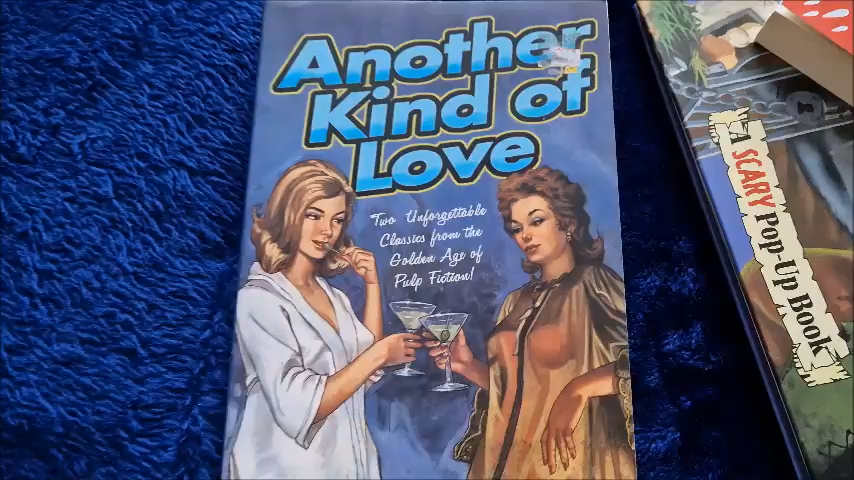 Another
Kind of
Love
Two Unforgettable
Classics from the
Golden Age of
Pulp Fiction!
A
SCARY
Pop-Up Book